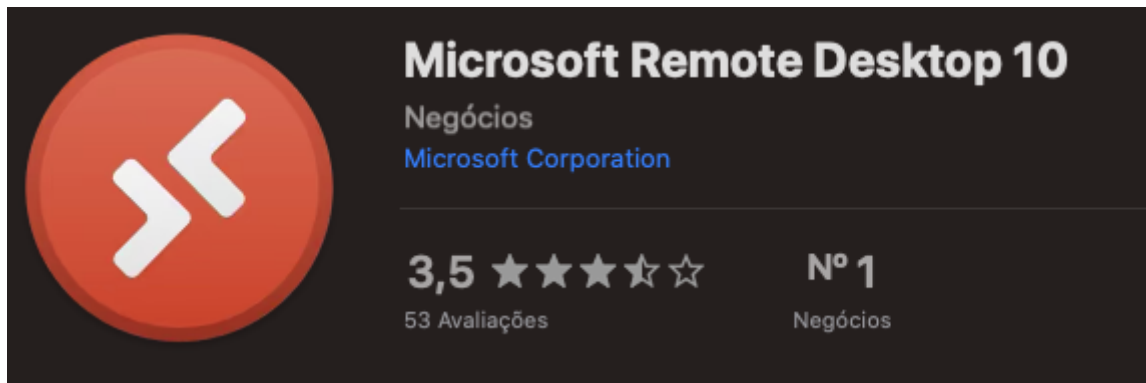 Microsoft Remote Desktop 10
Negócios
Microsoft Corporation
3,5
Nº 1
53 Avaliações
Negócios